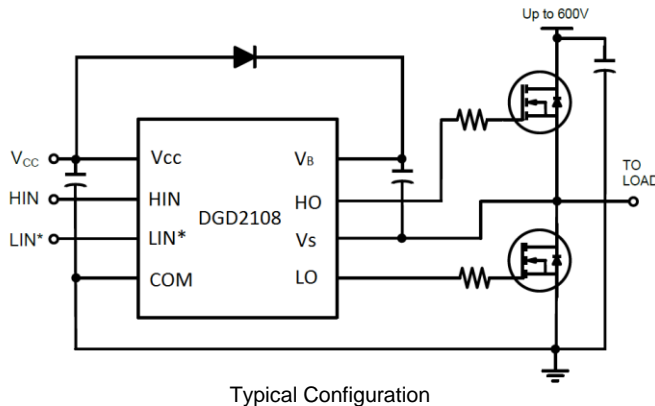 Up to 600V
VCC
Vcc
VB
TO
LOAD
HIN
HIN
HO
DGD2108
LIN*
LIN*
Vs
COM
LO
Typical Configuration